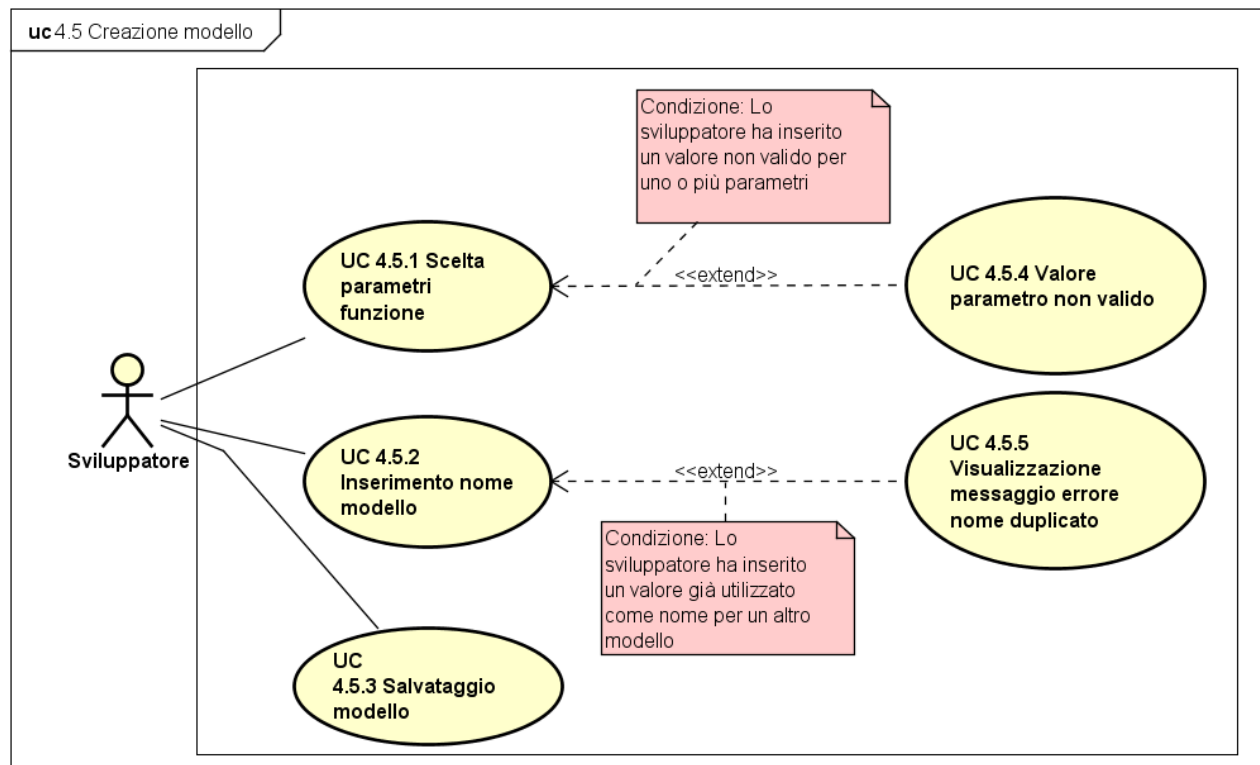 uc 4.5 Creazione modello
Condizione: Lo
sviluppatore ha inserito
un valore non valido per
uno o più parametri
UC 4.5.1 Scelta
parametri
funzione
<<extend>>
UC 4.5.4 Valore
parametro non valido
Sviluppatore
UC 4.5.2
Inserimento nome
modello
<<extend>>
UC 4.5.5
Visualizzazione
messaggio errore
nome duplicato
Condizione: Lo
sviluppatore ha inserito
un valore già utilizzato
come nome per un altro
modello
UC
4.5.3 Salvataggio
modello